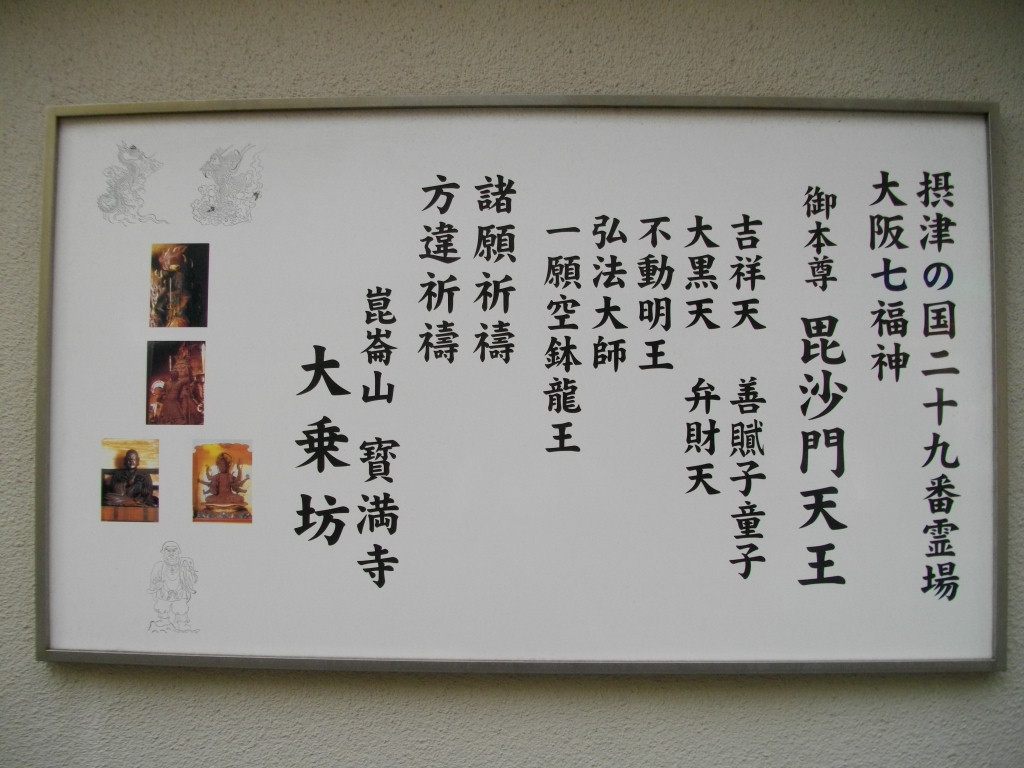 摂津の国二十九番霊場
大阪七福神
御本尊 毘沙門天王
吉祥天 善膩子童子
大黒天 弁財天
不動明王
弘法大師
一願空鉢龍王
諸願祈禱
方違祈禱
崑崙山 寳満寺
大乗坊